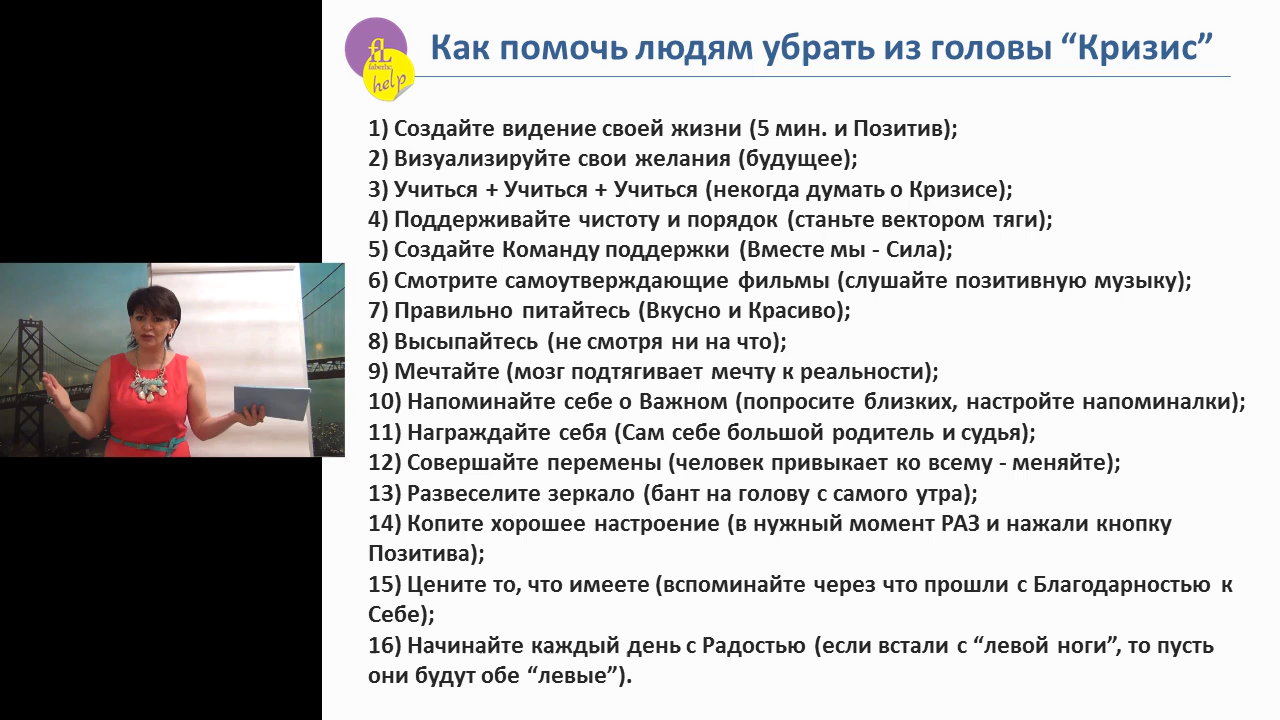 Как помочь людям убрать из головы “Кризис”
fL
faberlic
help
1) Создайте видение своей жизни (5 мин. и Позитив);
2) Визуализируйте свои желания (будущее);
3) Учиться + Учиться + Учиться (некогда думать о Кризисе);
4) Поддерживайте чистоту и порядок (станьте вектором тяги);
5) Создайте Команду поддержки (Вместе мы - Сила);
6) Смотрите самоутверждающие фильмы (слушайте позитивную музыку);
7) Правильно питайтесь (Вкусно и Красиво);
8) Высыпайтесь (не смотря ни на что);
9) Мечтайте (мозг подтягивает мечту к реальности);
10) Напоминайте себе о Важном (попросите близких, настройте напоминалки);
11) Награждайте себя (Сам себе большой родитель и судья);
12) Совершайте перемены (человек привыкает ко всему - меняйте);
13) Развеселите зеркало (бант на голову с самого утра);
14) Копите хорошее настроение (в нужный момент РАЗ и нажали кнопку
Позитива);
15) Цените то, что имеете (вспоминайте через что прошли с Благодарностью к
Себе);
16) Начинайте каждый день с Радостью (если встали с “левой ноги”, то пусть
они будут обе “левые”).